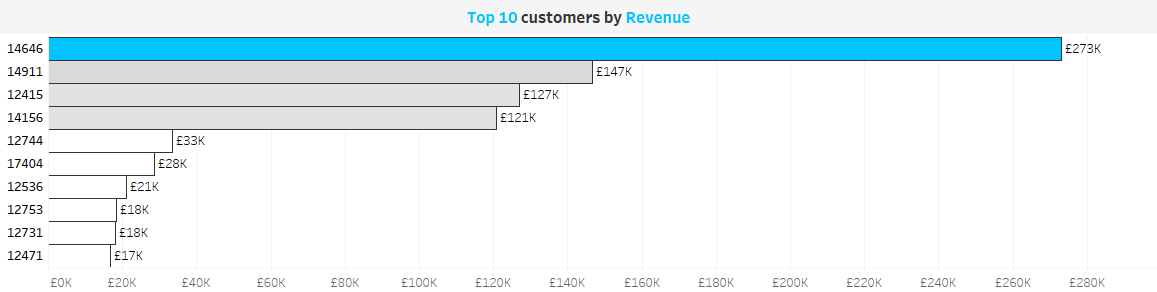 Top 10 customers by Revenue
14646 £273K
14911 £147K
12415 £127K
14156 £121K
12744 £33K
17404 £28K
12536 £21K
12753 £18K
12731 £18K
12471 £17K
£0K £20K £40K £60K £80K £100K £120K £140K £160K £180K £200K £220K £240K £260K £280K